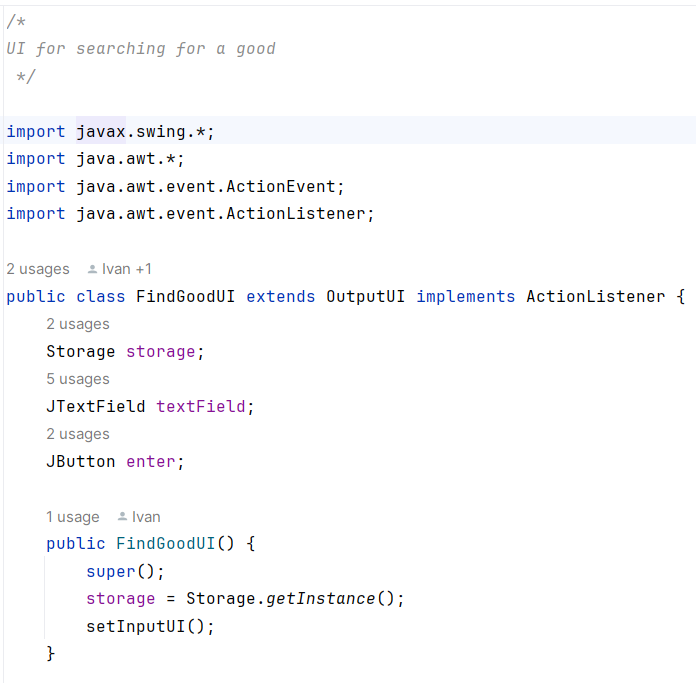 /*
UI for searching for a good
*/
import javax.swing.*;
import java.awt.*;
import java.awt.event.ActionEvent;
import java.awt.event.ActionListener;
2 usages Ivan +1
public class FindGoodUI extends OutputUI implements ActionListener {
2 usages
Storage storage;
5 usages
JTextField textField;
2 usages
JButton enter;
1 usage Ivan
public FindGoodUI() {
super();
storage = Storage.getInstance();
setInputUI();
}